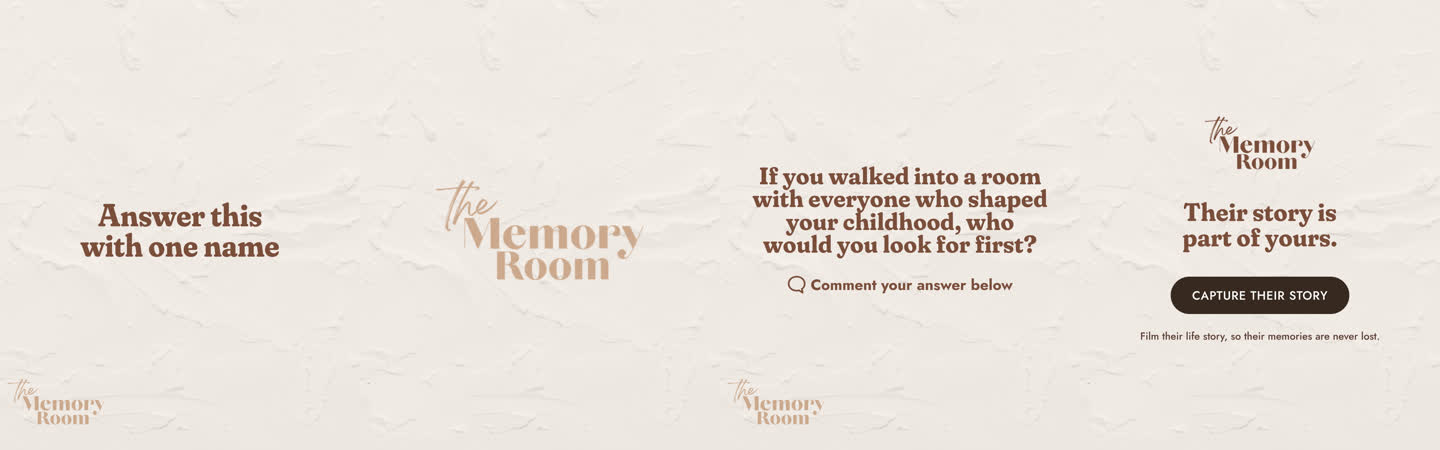 Answer this
with one name
the
Memory
Room
the
Memory
Room
If you walked into a room
with everyone who shaped
your childhood, who
would you look for first?
Comment your answer below
the
Memory
Room
the
Memory
Room
Their story is
part of yours.
CAPTURE THEIR STORY
Film their life story, so their memories are never lost.